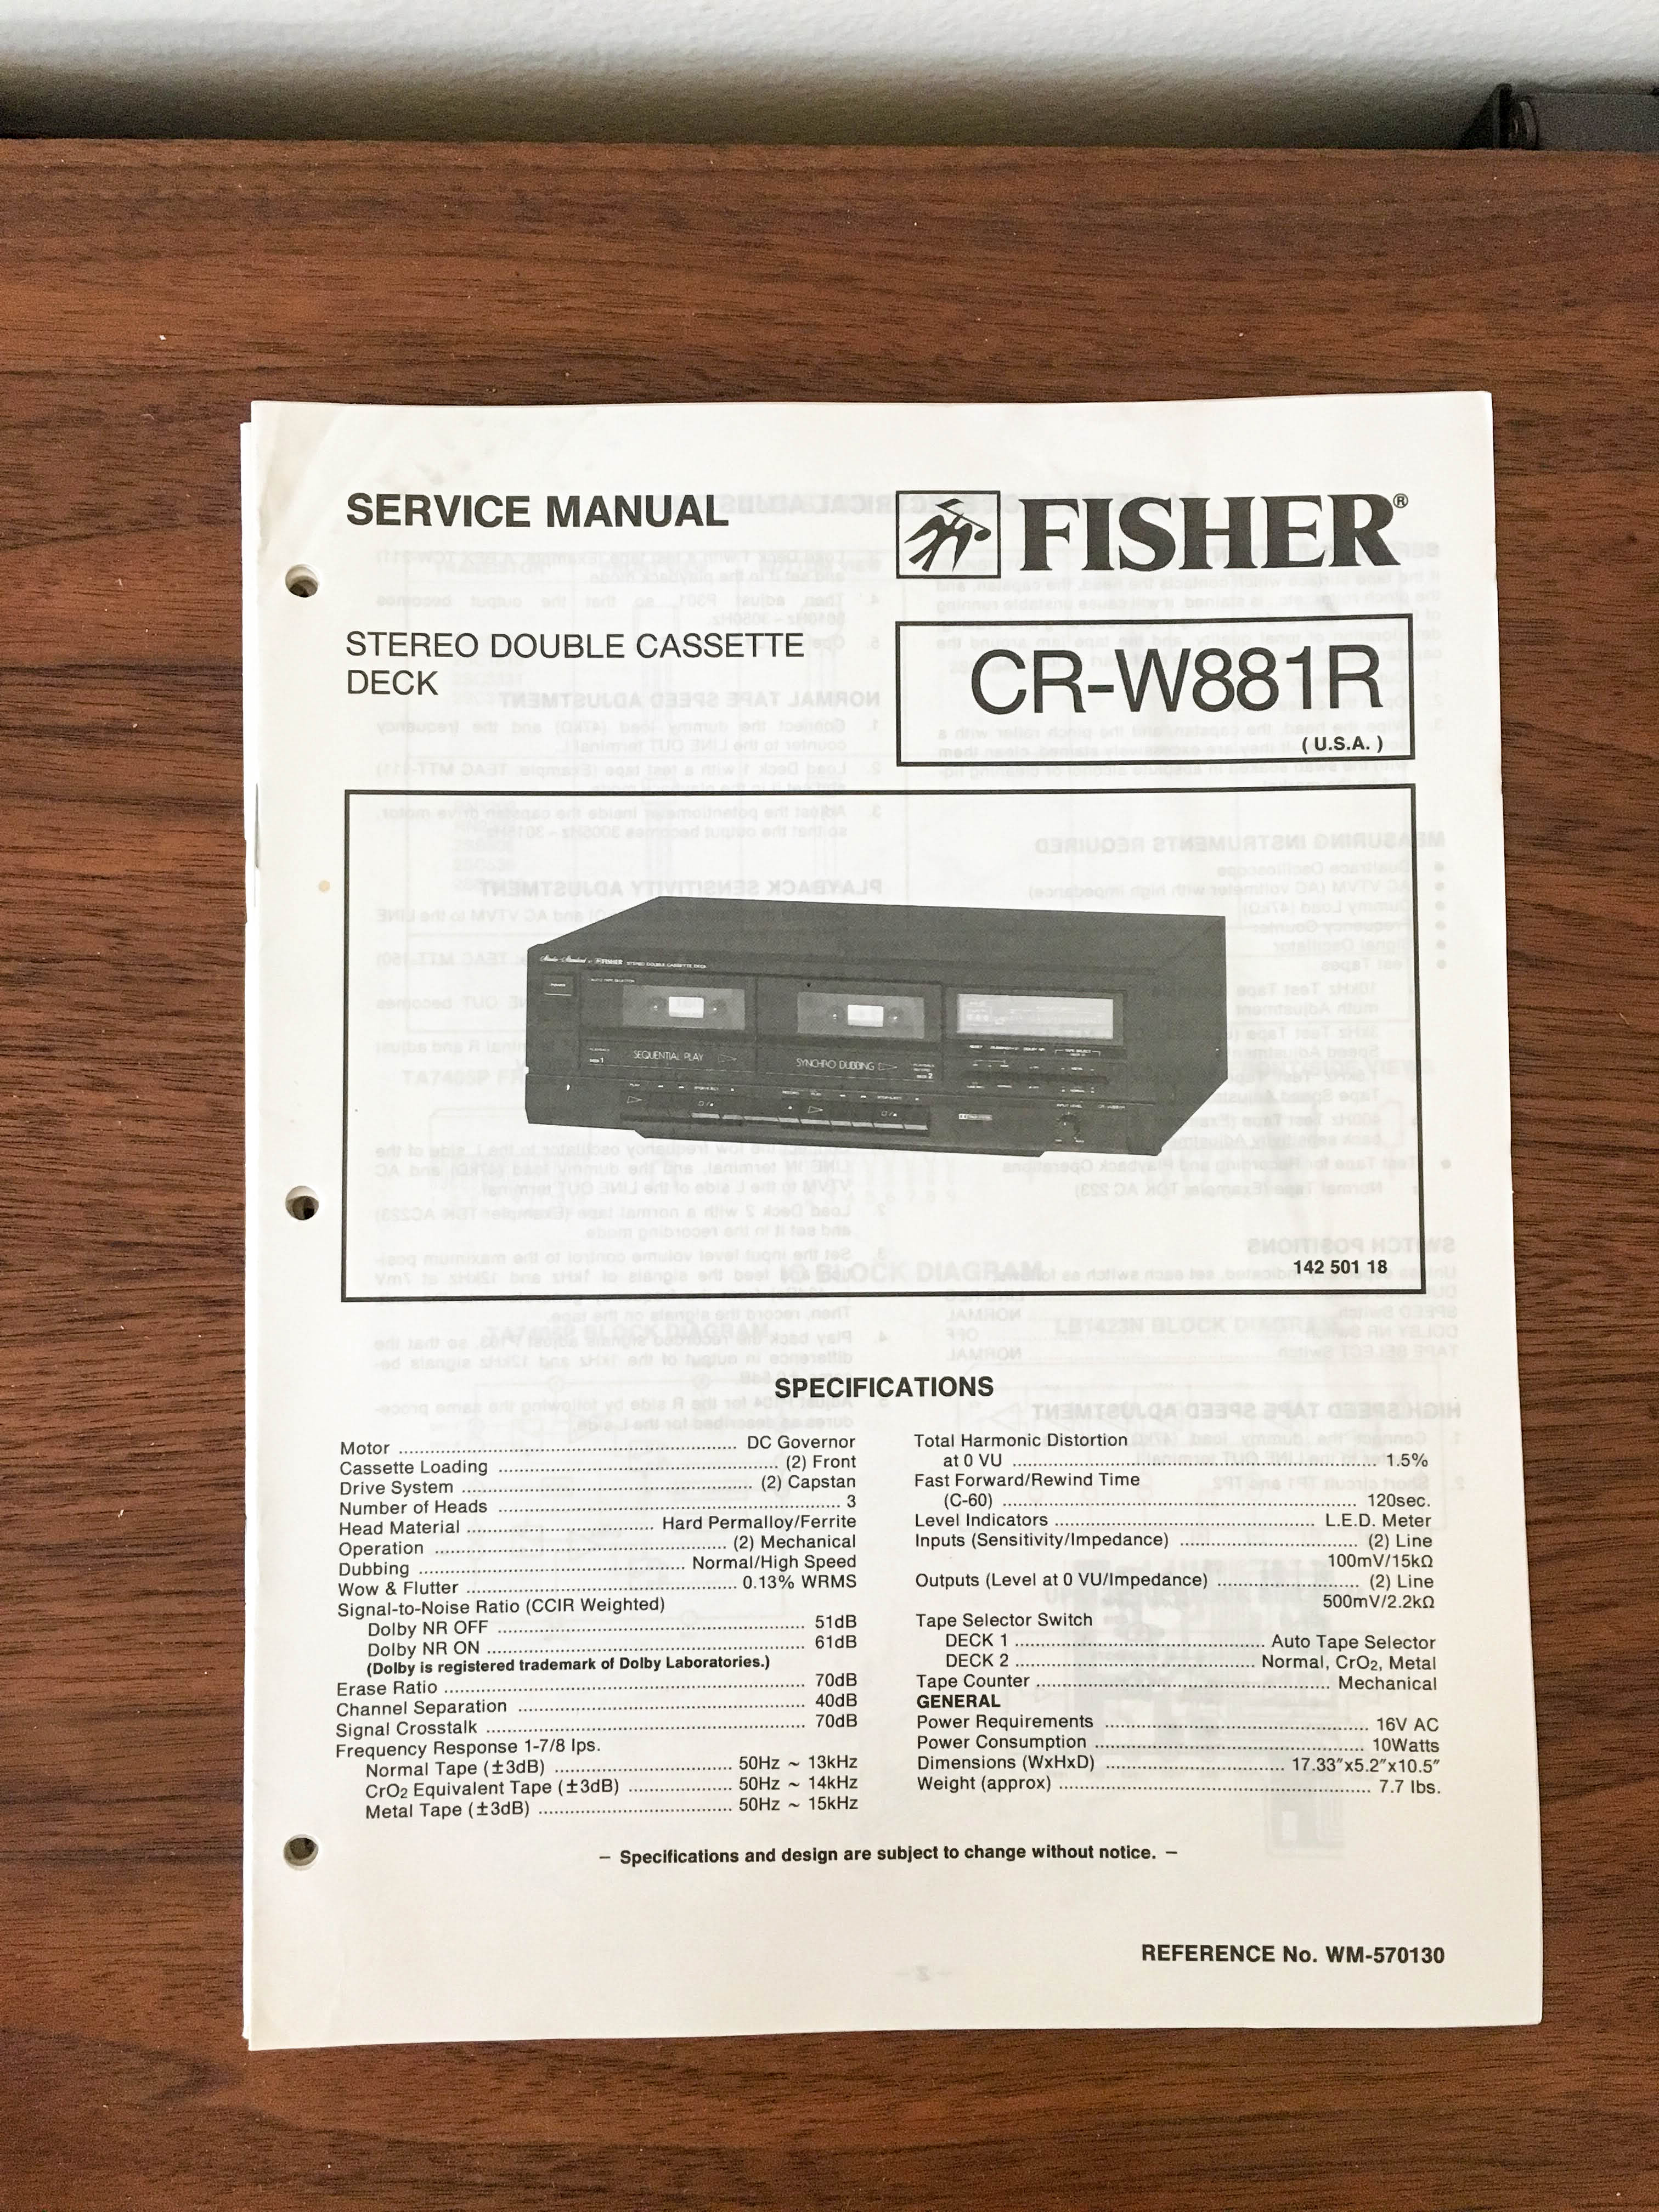 SERVICE MANUAL
FISHER®
STEREO DOUBLE CASSETTE
DECK
CR-W881R
( U.S.A. )
FISHER STEREO DOUBLE CASSETTE DECK
POWER
SEQUENTIAL PLAY
SYNCHRO DUBBING
142 501 18
SPECIFICATIONS
Motor ........ DC Governor
Cassette Loading ........ (2) Front
Drive System ........ (2) Capstan
Number of Heads ........ 3
Head Material ........ Hard Permalloy/Ferrite
Operation ........ (2) Mechanical
Dubbing ........ Normal/High Speed
Wow & Flutter ........ 0.13% WRMS
Signal-to-Noise Ratio (CCIR Weighted)
Dolby NR OFF ........ 51dB
Dolby NR ON ........ 61dB
(Dolby is registered trademark of Dolby Laboratories.)
Erase Ratio ........ 70dB
Channel Separation ........ 40dB
Signal Crosstalk ........ 70dB
Frequency Response 1-7/8 Ips.
Normal Tape (±3dB) ........ 50Hz ~ 13kHz
CrO2 Equivalent Tape (±3dB) ........ 50Hz ~ 14kHz
Metal Tape (±3dB) ........ 50Hz ~ 15kHz
Total Harmonic Distortion
at 0 VU ........ 1.5%
Fast Forward/Rewind Time
(C-60) ........ 120sec.
Level Indicators ........ L.E.D. Meter
Inputs (Sensitivity/Impedance) ........ (2) Line
100mV/15kΩ
Outputs (Level at 0 VU/Impedance) ........ (2) Line
500mV/2.2kΩ
Tape Selector Switch
DECK 1 ........ Auto Tape Selector
DECK 2 ........ Normal, CrO2, Metal
Tape Counter ........ Mechanical
GENERAL
Power Requirements ........ 16V AC
Power Consumption ........ 10Watts
Dimensions (WxHxD) ........ 17.33″x5.2″x10.5″
Weight (approx) ........ 7.7 lbs.
– Specifications and design are subject to change without notice. –
REFERENCE No. WM-570130